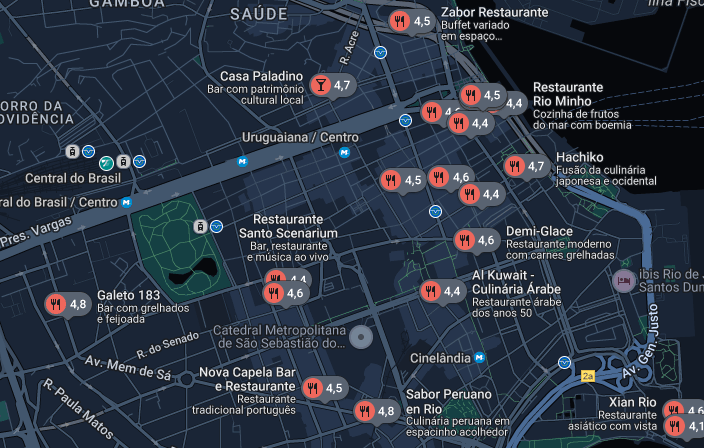 GAMBOA
SAÚDE
R. Acre
4,5
Zabor Restaurante
Buffet variado
em espaço...
Ilha Fisc
Casa Paladino
Bar com patrimônio
cultural local
4,7
4,5
4,4
4,4
Restaurante
Rio Minho
Cozinha de frutos
do mar com boemia
ORRO DA
OVIDÊNCIA
Uruguaiana / Centro
Central do Brasil
ral do Brasil / Centro
Pres. Vargas
4,7
Hachiko
Fusão da culinária
japonesa e ocidental
4,5
4,6
4,4
Restaurante
Santo Scenarium
Bar, restaurante
e música ao vivo
4,4
4,6
4,6
Demi-Glace
Restaurante moderno
com carnes grelhadas
4,4
Al Kuwait -
Culinária Árabe
Restaurante árabe
dos anos 50
ibis Rio de J
Santos Dum
4,8
Galeto 183
Bar com grelhados
e feijoada
Catedral Metropolitana
de São Sebastião do...
R. do Senado
Av. Mem de Sá
R. Paula Matos
Cinelândia
Av. Gen. Justo
2a
Nova Capela Bar
e Restaurante
Restaurante
tradicional português
4,5
4,8
Sabor Peruano
en Rio
Culinária peruana em
espacinho acolhedor
Xian Rio
Restaurante
asiático com vista
4,6
4,1